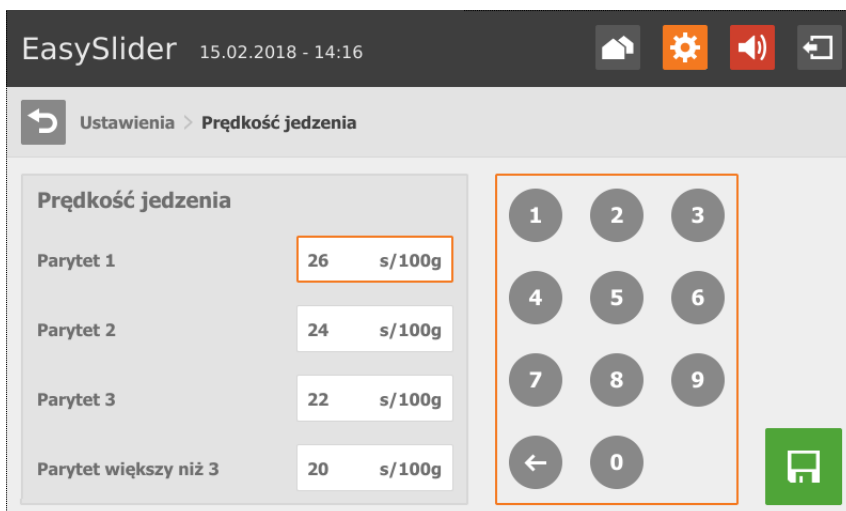 EasySlider 15.02.2018 - 14:16
Ustawienia > Prędkość jedzenia
Prędkość jedzenia
Parytet 1 26 s/100g
Parytet 2 24 s/100g
Parytet 3 22 s/100g
Parytet większy niż 3 20 s/100g
1 2 3
4 5 6
7 8 9
← 0